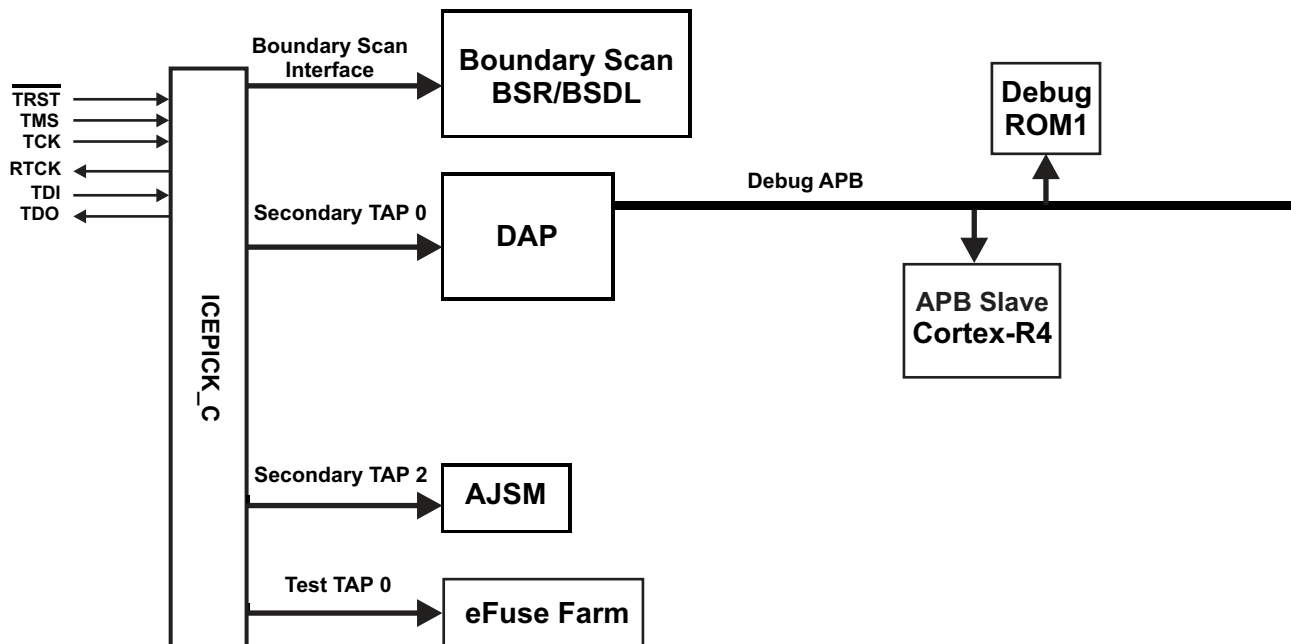 Boundary Scan
Interface
Boundary Scan
BSR/BSDL
TRST
TMS
TCK
RTCK
TDI
TDO
Debug
ROM1
Debug APB
Secondary TAP 0
DAP
ICEPICK_C
APB Slave
Cortex-R4
Secondary TAP 2
AJSM
Test TAP 0
eFuse Farm